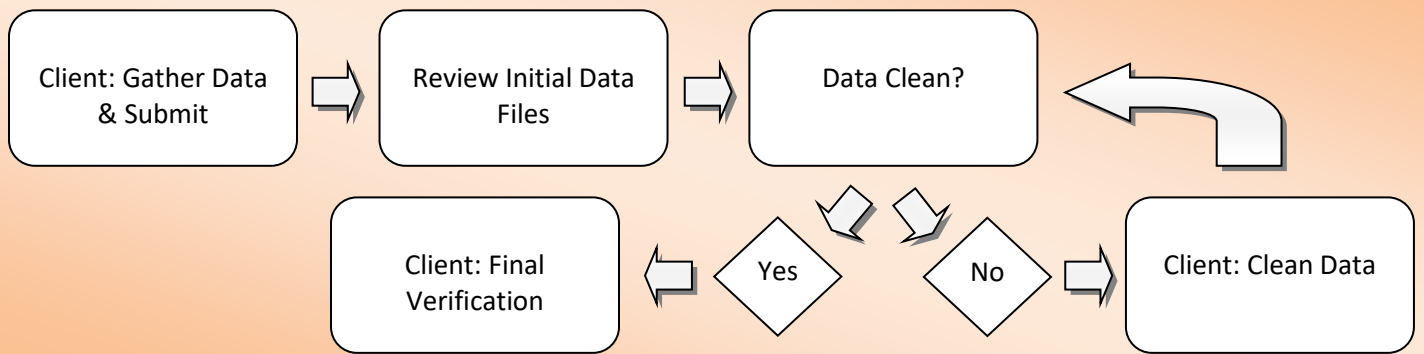 Client: Gather Data
& Submit
Review Initial Data
Files
Data Clean?
Client: Final
Verification
Yes
No
Client: Clean Data